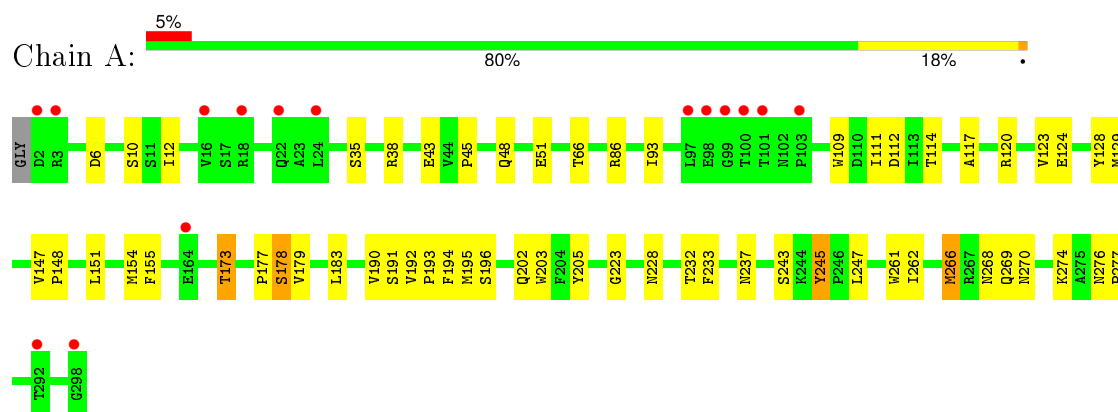 5%
Chain A:
80% 18% •
GLY D2 R3 D6 S10 S11 I12 V16 S17 R18 Q22 A23 L24 S35 R38 E43 V44 P45 Q48 E51 T66 R86 I93 L97 E98 G99 T100 T101 N102 P103 W109 D110 I111 D112 I113 T114 A117 R120 V123 E124 Y128
V147 P148 L151 M154 F155 E164 T173 P177 S178 V179 L183 V190 S191 V192 P193 F194 M195 S196 Q202 W203 F204 Y205 G223 N228 T232 F233 N237 S243 K244 Y245 P246 L247 W261 I262 M266 R267 N268 Q269 N270 K274 A275 N276
T292 G298